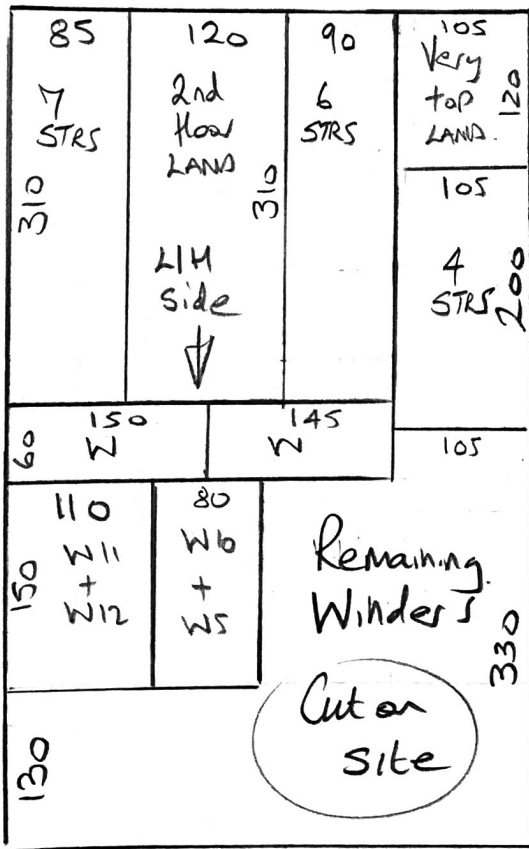 85
7
STRS
310
120
2nd
floor
LAND
310
L/H
Side
90
6
STRS
105
Very
top
LAND.
120
105
4
STRS
200
105
60
150
W
145
W
110
W11
+
W12
150
80
W10
+
W5
Remaining
Winders
330
Cut on
site
130